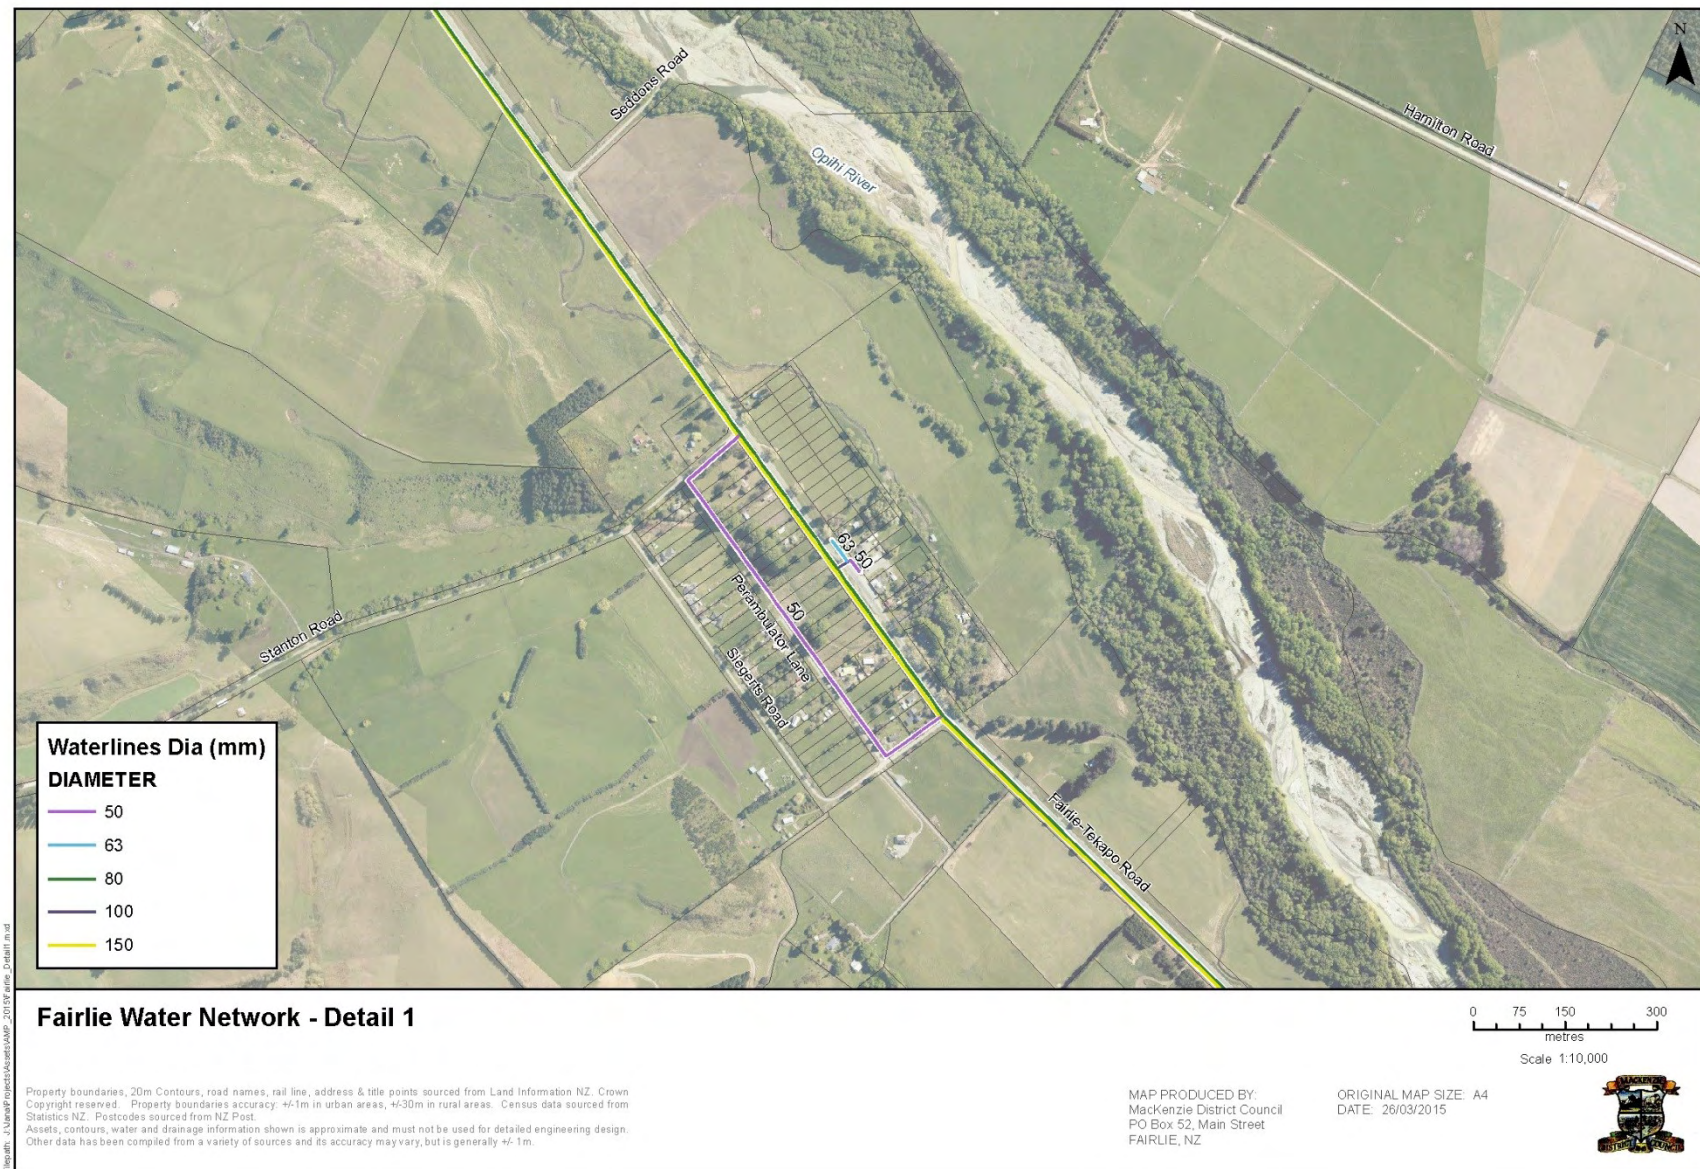 N
Seddons Road
Hamilton Road
Opihi River
63
50
50
Perambulator Lane
Stanton Road
Siegerts Road
Fairlie-Tekapo Road
Waterlines Dia (mm)
DIAMETER
50
63
80
100
150
Fairlie Water Network - Detail 1
0 75 150 300
metres
Scale 1:10,000
Property boundaries, 20m Contours, road names, rail line, address & title points sourced from Land Information NZ. Crown
Copyright reserved. Property boundaries accuracy: +/-1m in urban areas, +/-30m in rural areas. Census data sourced from
Statistics NZ. Postcodes sourced from NZ Post.
Assets, contours, water and drainage information shown is approximate and must not be used for detailed engineering design.
Other data has been compiled from a variety of sources and its accuracy may vary, but is generally +/- 1m.
MAP PRODUCED BY:
MacKenzie District Council
PO Box 52, Main Street
FAIRLIE, NZ
ORIGINAL MAP SIZE: A4
DATE: 26/03/2015
MACKENZIE
DISTRICT COUNCIL